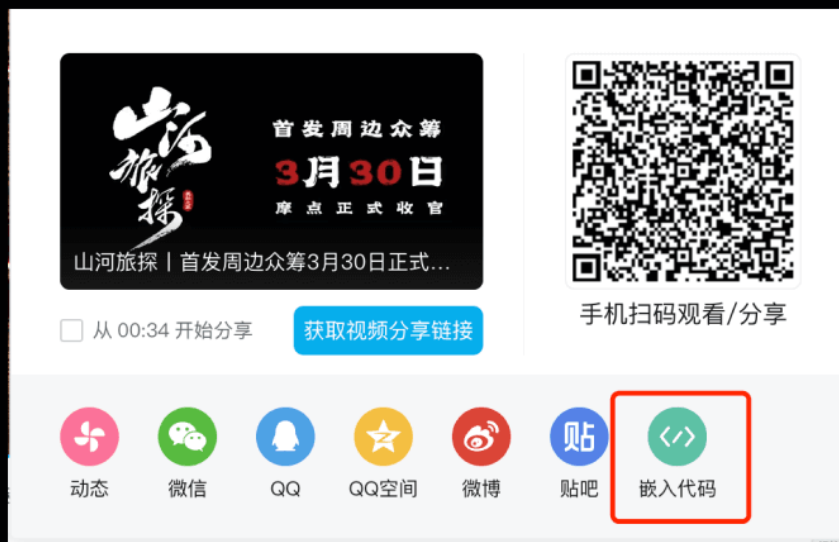 山河旅探
首发周边众筹
3月30日
摩点正式收官
山河旅探丨首发周边众筹3月30日正式...
从 00:34 开始分享
获取视频分享链接
手机扫码观看/分享
动态
微信
QQ
QQ空间
微博
贴
贴吧
嵌入代码